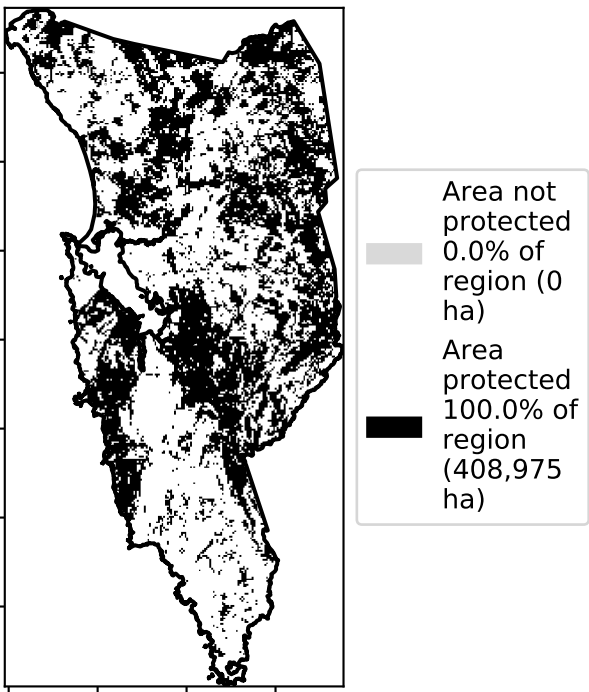 Area not
protected
0.0% of
region (0
ha)
Area
protected
100.0% of
region
(408,975
ha)